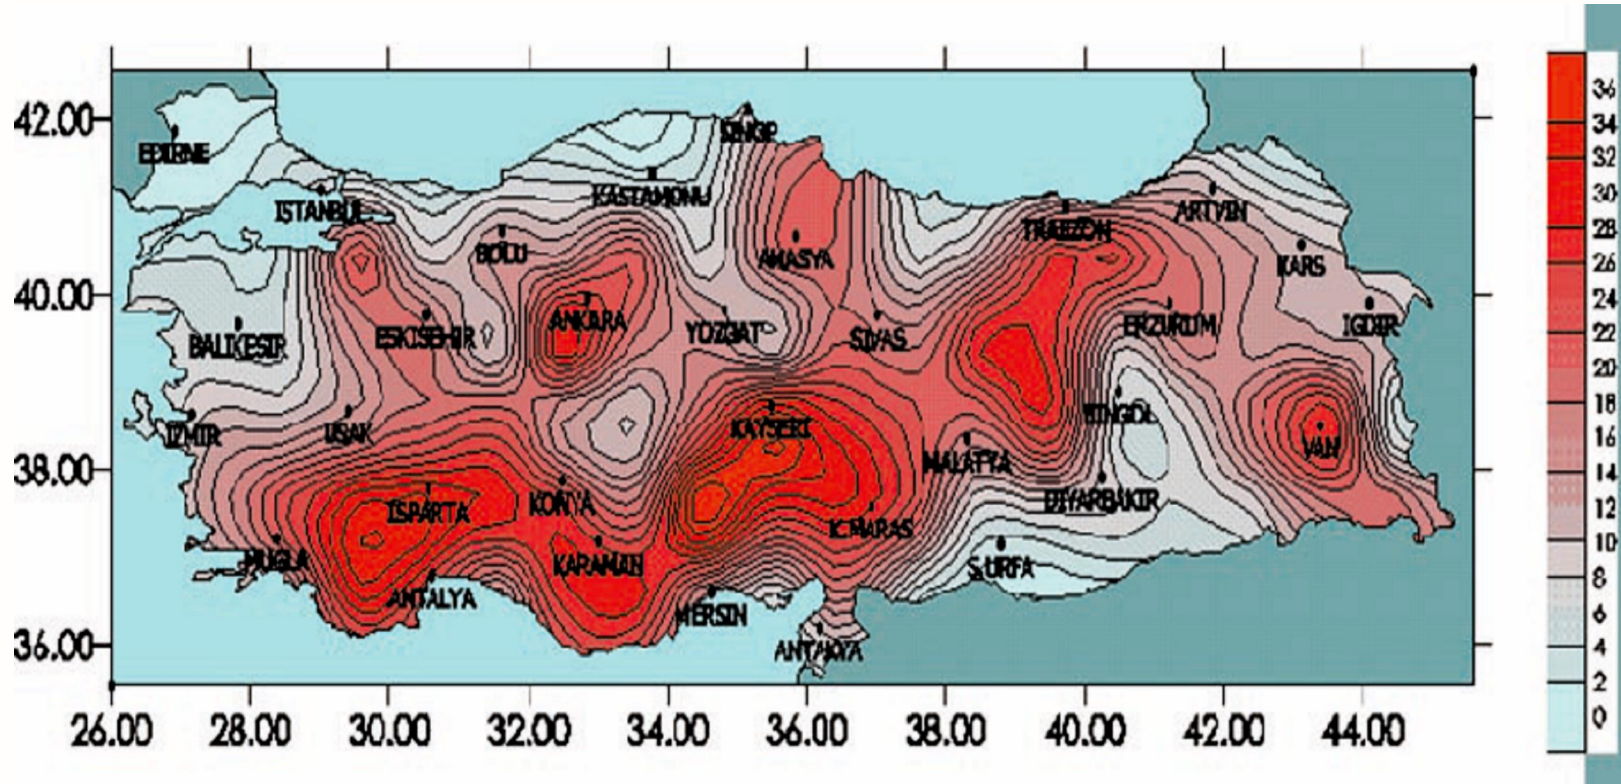 42.00
40.00
38.00
36.00
EDIRNE
SINOP
KASTAMONU
ISTANBUL
ARTVIN
TRABZON
BOLU
AMASYA
KARS
ANKARA
ERZURUM
IGDIR
ESKISEHIR
YOZGAT
SIVAS
BALIKESIR
BINGOL
IZMIR
USAK
KAYSERI
VAN
MALATYA
ISPARTA
KONYA
DIYARBAKIR
K.MARAS
MUGLA
KARAMAN
S.URFA
ANTALYA
MERSIN
ANTAKYA
26.00 28.00 30.00 32.00 34.00 36.00 38.00 40.00 42.00 44.00
36
34
32
30
28
26
24
22
20
18
16
14
12
10
8
6
4
2
0